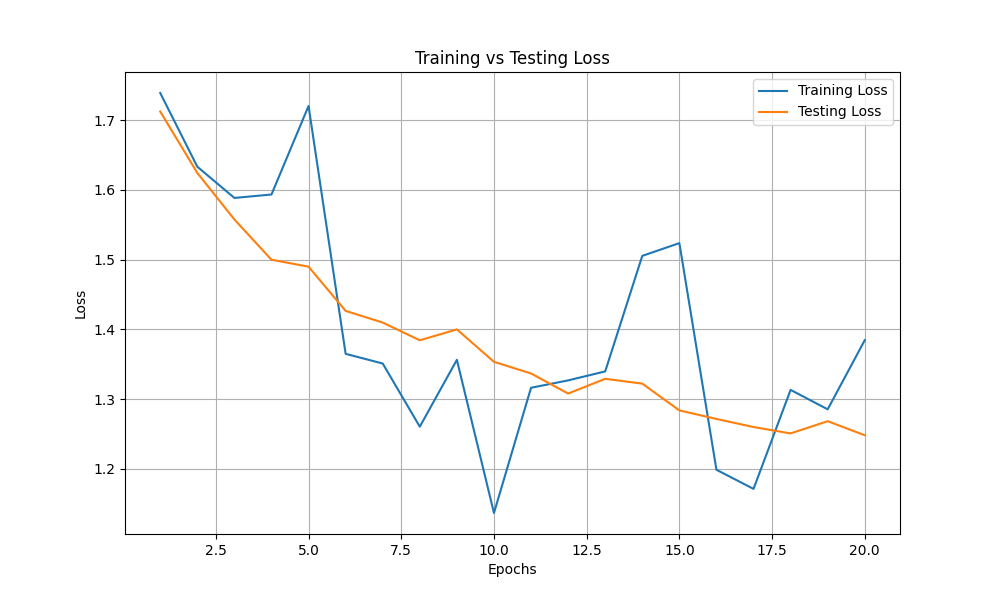 Training vs Testing Loss
Training Loss
Testing Loss
1.7
1.6
1.5
1.4
1.3
1.2
Loss
2.5 5.0 7.5 10.0 12.5 15.0 17.5 20.0
Epochs